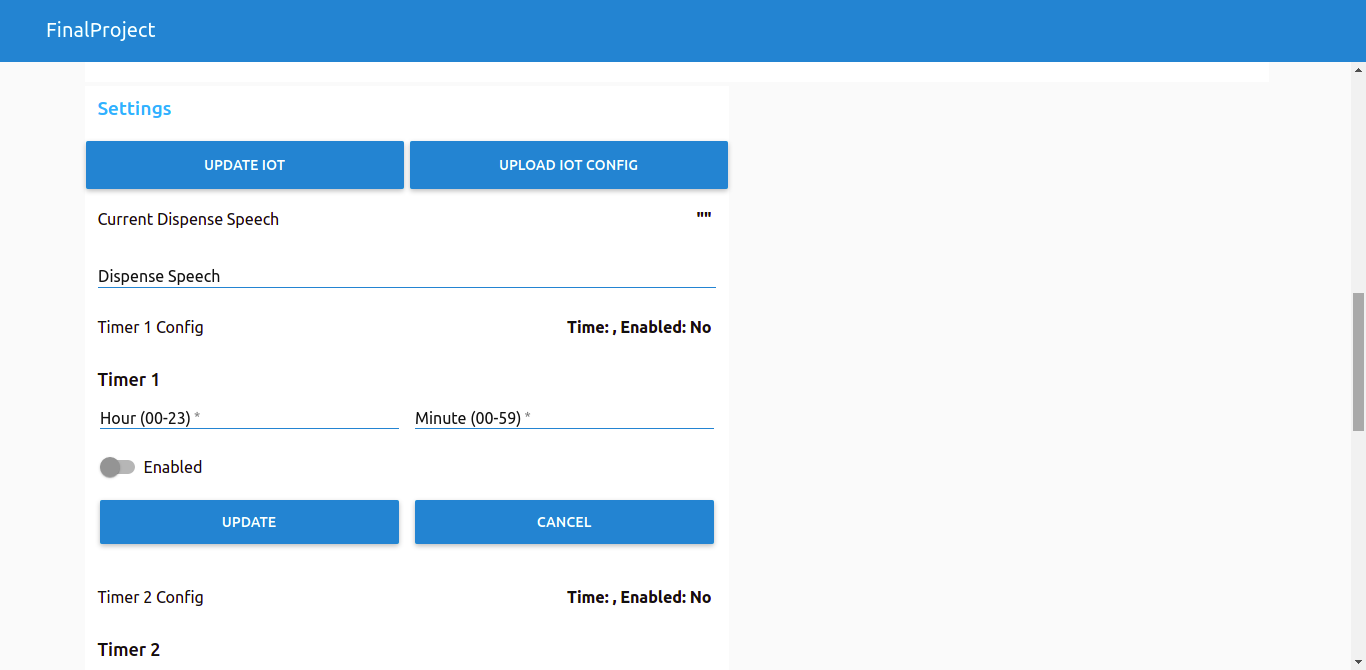 FinalProject
Settings
UPDATE IOT UPLOAD IOT CONFIG
Current Dispense Speech ""
Dispense Speech
Timer 1 Config Time: , Enabled: No
Timer 1
Hour (00-23) * Minute (00-59) *
Enabled
UPDATE CANCEL
Timer 2 Config Time: , Enabled: No
Timer 2